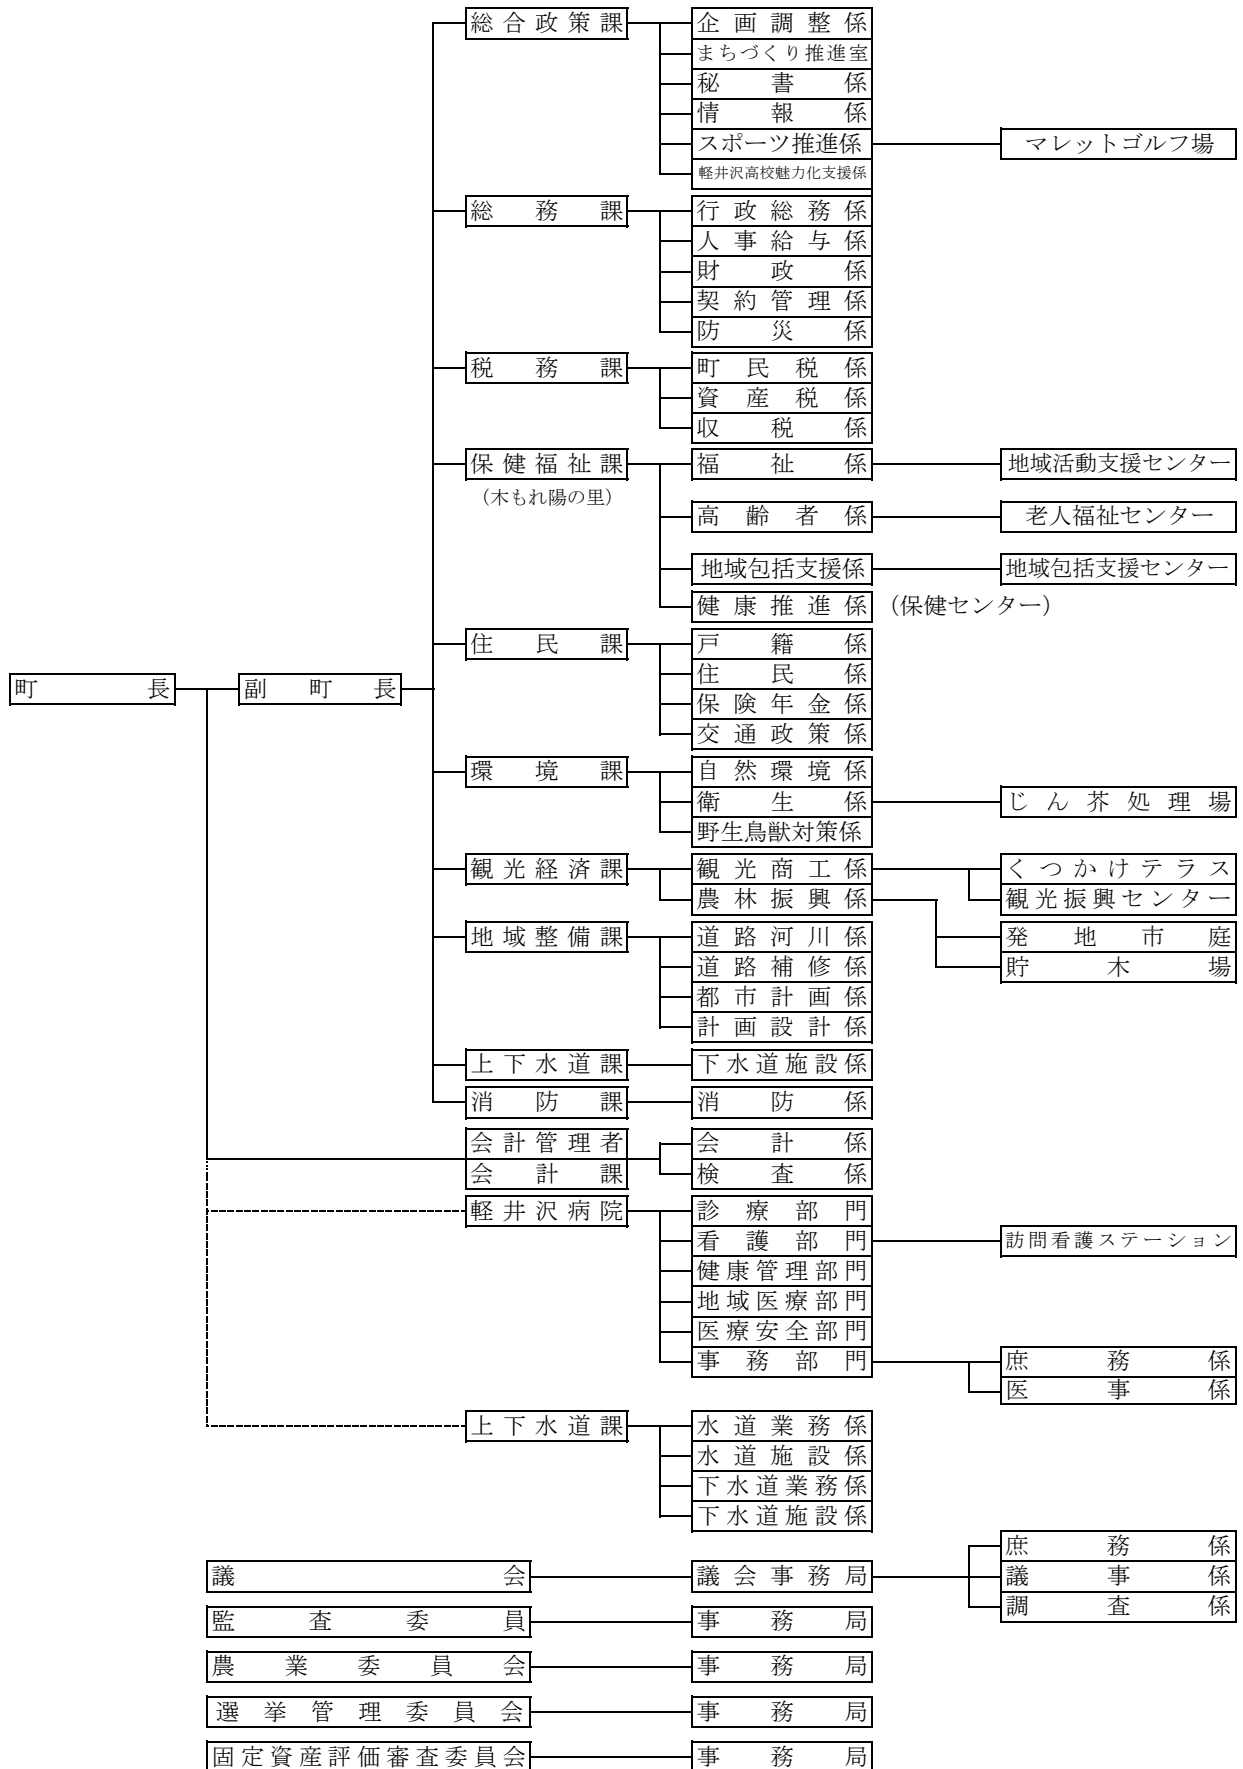 総合政策課 企画調整係
まちづくり推進室
秘書係
情報係
スポーツ推進係 マレットゴルフ場
軽井沢高校魅力化支援係
総務課 行政総務係
人事給与係
財政係
契約管理係
防災係
税務課 町民税係
資産税係
収税係
保健福祉課 福祉係 地域活動支援センター
（木もれ陽の里）
高齢者係 老人福祉センター
地域包括支援係 地域包括支援センター
健康推進係 （保健センター）
住民課 戸籍係
町長 副町長 住民係
保険年金係
交通政策係
環境課 自然環境係
衛生係 じん芥処理場
野生鳥獣対策係
観光経済課 観光商工係 くつかけテラス
農林振興係 観光振興センター
地域整備課 道路河川係 発地市庭
道路補修係 貯木場
都市計画係
計画設計係
上下水道課 下水道施設係
消防課 消防係
会計管理者 会計係
会計課 検査係
軽井沢病院 診療部門
看護部門 訪問看護ステーション
健康管理部門
地域医療部門
医療安全部門
事務部門 庶務係
医事係
上下水道課 水道業務係
水道施設係
下水道業務係
下水道施設係
庶務係
議会 議会事務局 議事係
調査係
監査委員 事務局
農業委員会 事務局
選挙管理委員会 事務局
固定資産評価審査委員会 事務局